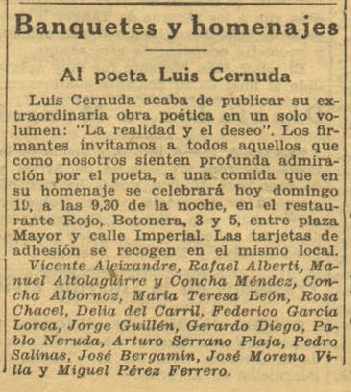 Banquetes y homenajes
Al poeta Luis Cernuda
Luis Cernuda acaba de publicar su ex-
traordinaria obra poética en un solo vo-
lumen: "La realidad y el deseo". Los fir-
mantes invitamos a todos aquellos que
como nosotros sienten profunda admira-
ción por el poeta, a una comida que en
su homenaje se celebrará hoy domingo
19, a las 9,30 de la noche, en el restau-
rante Rojo, Botonera, 3 y 5, entre plaza
Mayor y calle Imperial. Las tarjetas de
adhesión se recogen en el mismo local.
Vicente Aleixandre, Rafael Alberti, Ma-
nuel Altolaguirre y Concha Méndez, Con-
cha Albornoz, María Teresa León, Rosa
Chacel, Delia del Carril, Federico García
Lorca, Jorge Guillén, Gerardo Diego, Pa-
blo Neruda, Arturo Serrano Plaja, Pedro
Salinas, José Bergamín, José Moreno Vi-
lla y Miguel Pérez Ferrero.